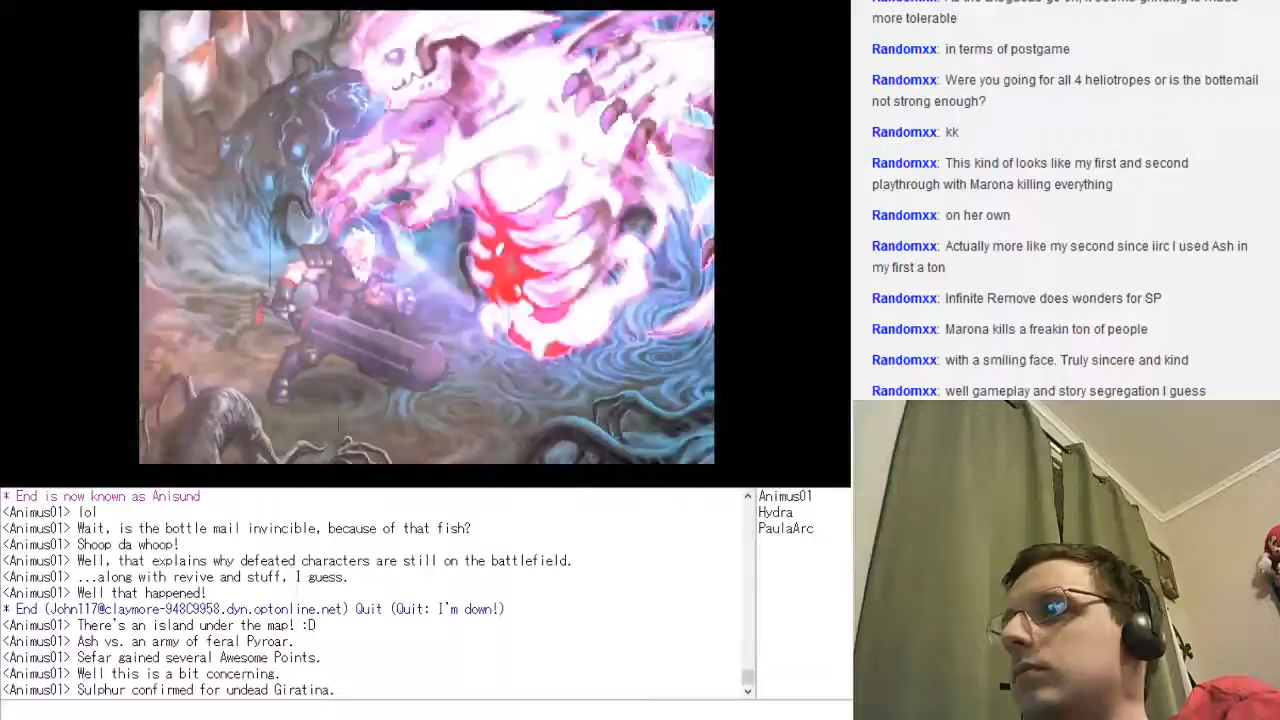 more tolerable
Randomxx: in terms of postgame
Randomxx: Were you going for all 4 heliotropes or is the bottemail
not strong enough?
Randomxx: kk
Randomxx: This kind of looks like my first and second
playthrough with Marona killing everything
Randomxx: on her own
Randomxx: Actually more like my second since iirc I used Ash in
my first a ton
Randomxx: Infinite Remove does wonders for SP
Randomxx: Marona kills a freakin ton of people
Randomxx: with a smiling face. Truly sincere and kind
Randomxx: well gameplay and story segregation I guess
* End is now known as Anisund
<Animus01> lol
<Animus01> Wait, is the bottle mail invincible, because of that fish?
<Animus01> Shoop da whoop!
<Animus01> Well, that explains why defeated characters are still on the battlefield.
<Animus01> ...along with revive and stuff, I guess.
<Animus01> Well that happened!
* End (John117@claymore-948C9958.dyn.optonline.net) Quit (Quit: I'm down!)
<Animus01> There's an island under the map! :D
<Animus01> Ash vs. an army of feral Pyroar.
<Animus01> Sefar gained several Awesome Points.
<Animus01> Well this is a bit concerning.
<Animus01> Sulphur confirmed for undead Giratina.
Animus01
Hydra
PaulaArc